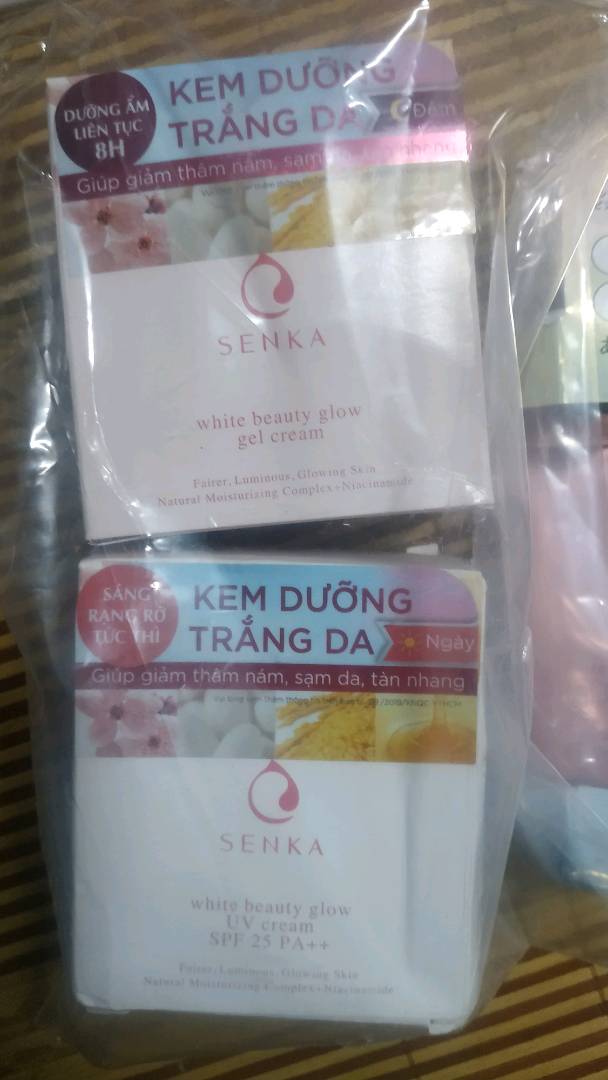 DƯỠNG ẨM
LIÊN TỤC
8H
KEM DƯỠNG
TRẮNG DA
Đêm
Giúp giảm thâm nám, sạm
SENKA
white beauty glow
gel cream
Fairer, Luminous, Glowing Skin
Natural Moisturizing Complex+Niacinamide
SÁNG
RẠNG RỠ
TỨC THÌ
KEM DƯỠNG
TRẮNG DA
Ngày
Giúp giảm thâm nám, sạm da, tàn nhang
SENKA
white beauty glow
UV cream
SPF 25 PA++
Fairer, Luminous, Glowing Skin
Natural Moisturizing Complex+Niacinamide